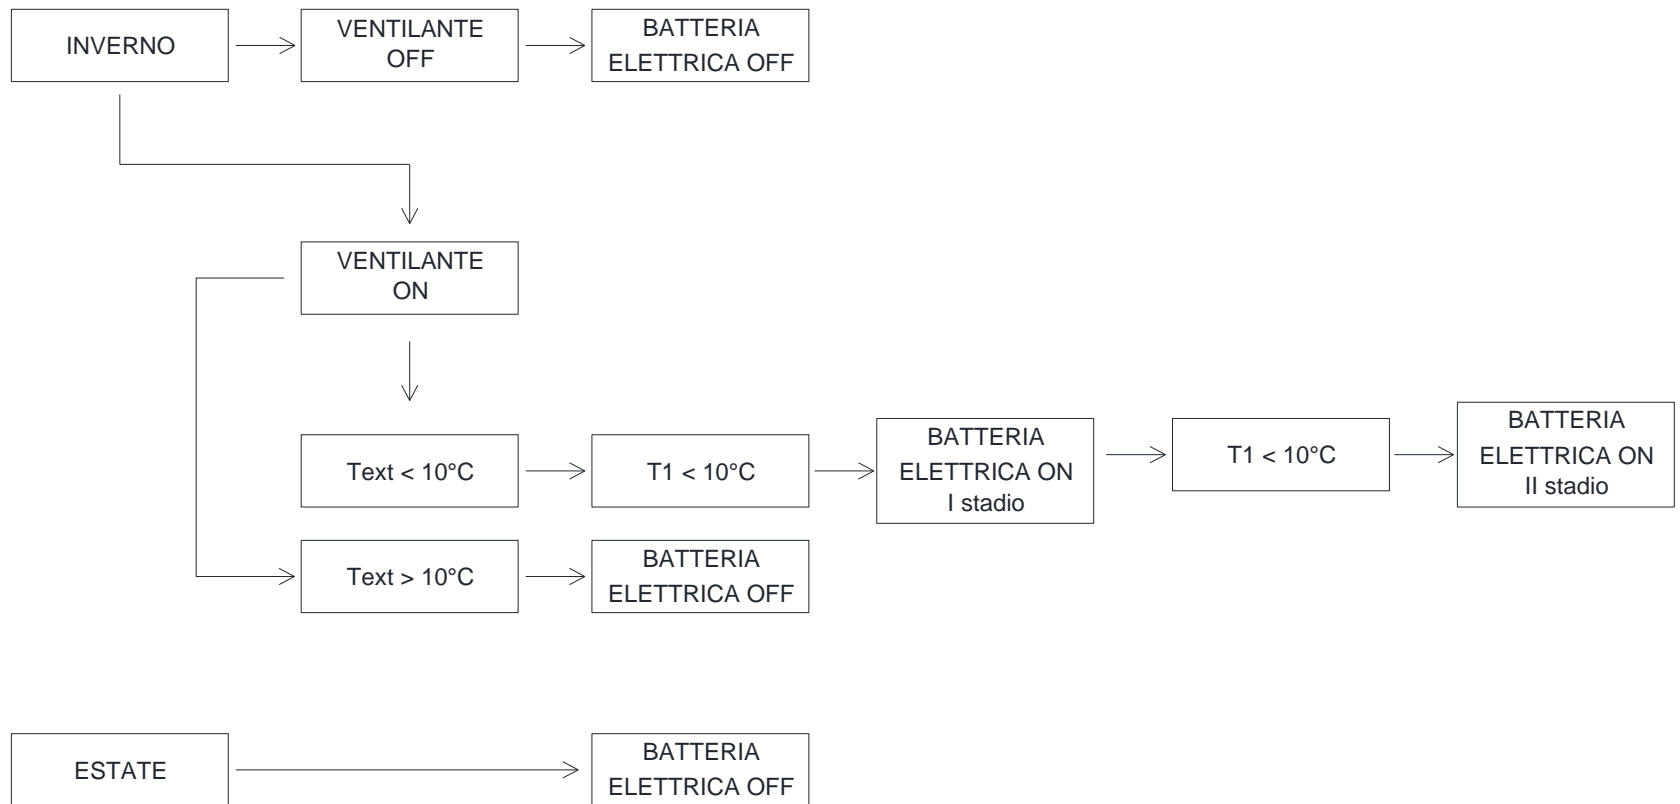 INVERNO
VENTILANTE
OFF
BATTERIA
ELETTRICA OFF
VENTILANTE
ON
Text < 10°C
T1 < 10°C
BATTERIA
ELETTRICA ON
I stadio
T1 < 10°C
BATTERIA
ELETTRICA ON
II stadio
Text > 10°C
BATTERIA
ELETTRICA OFF
ESTATE
BATTERIA
ELETTRICA OFF